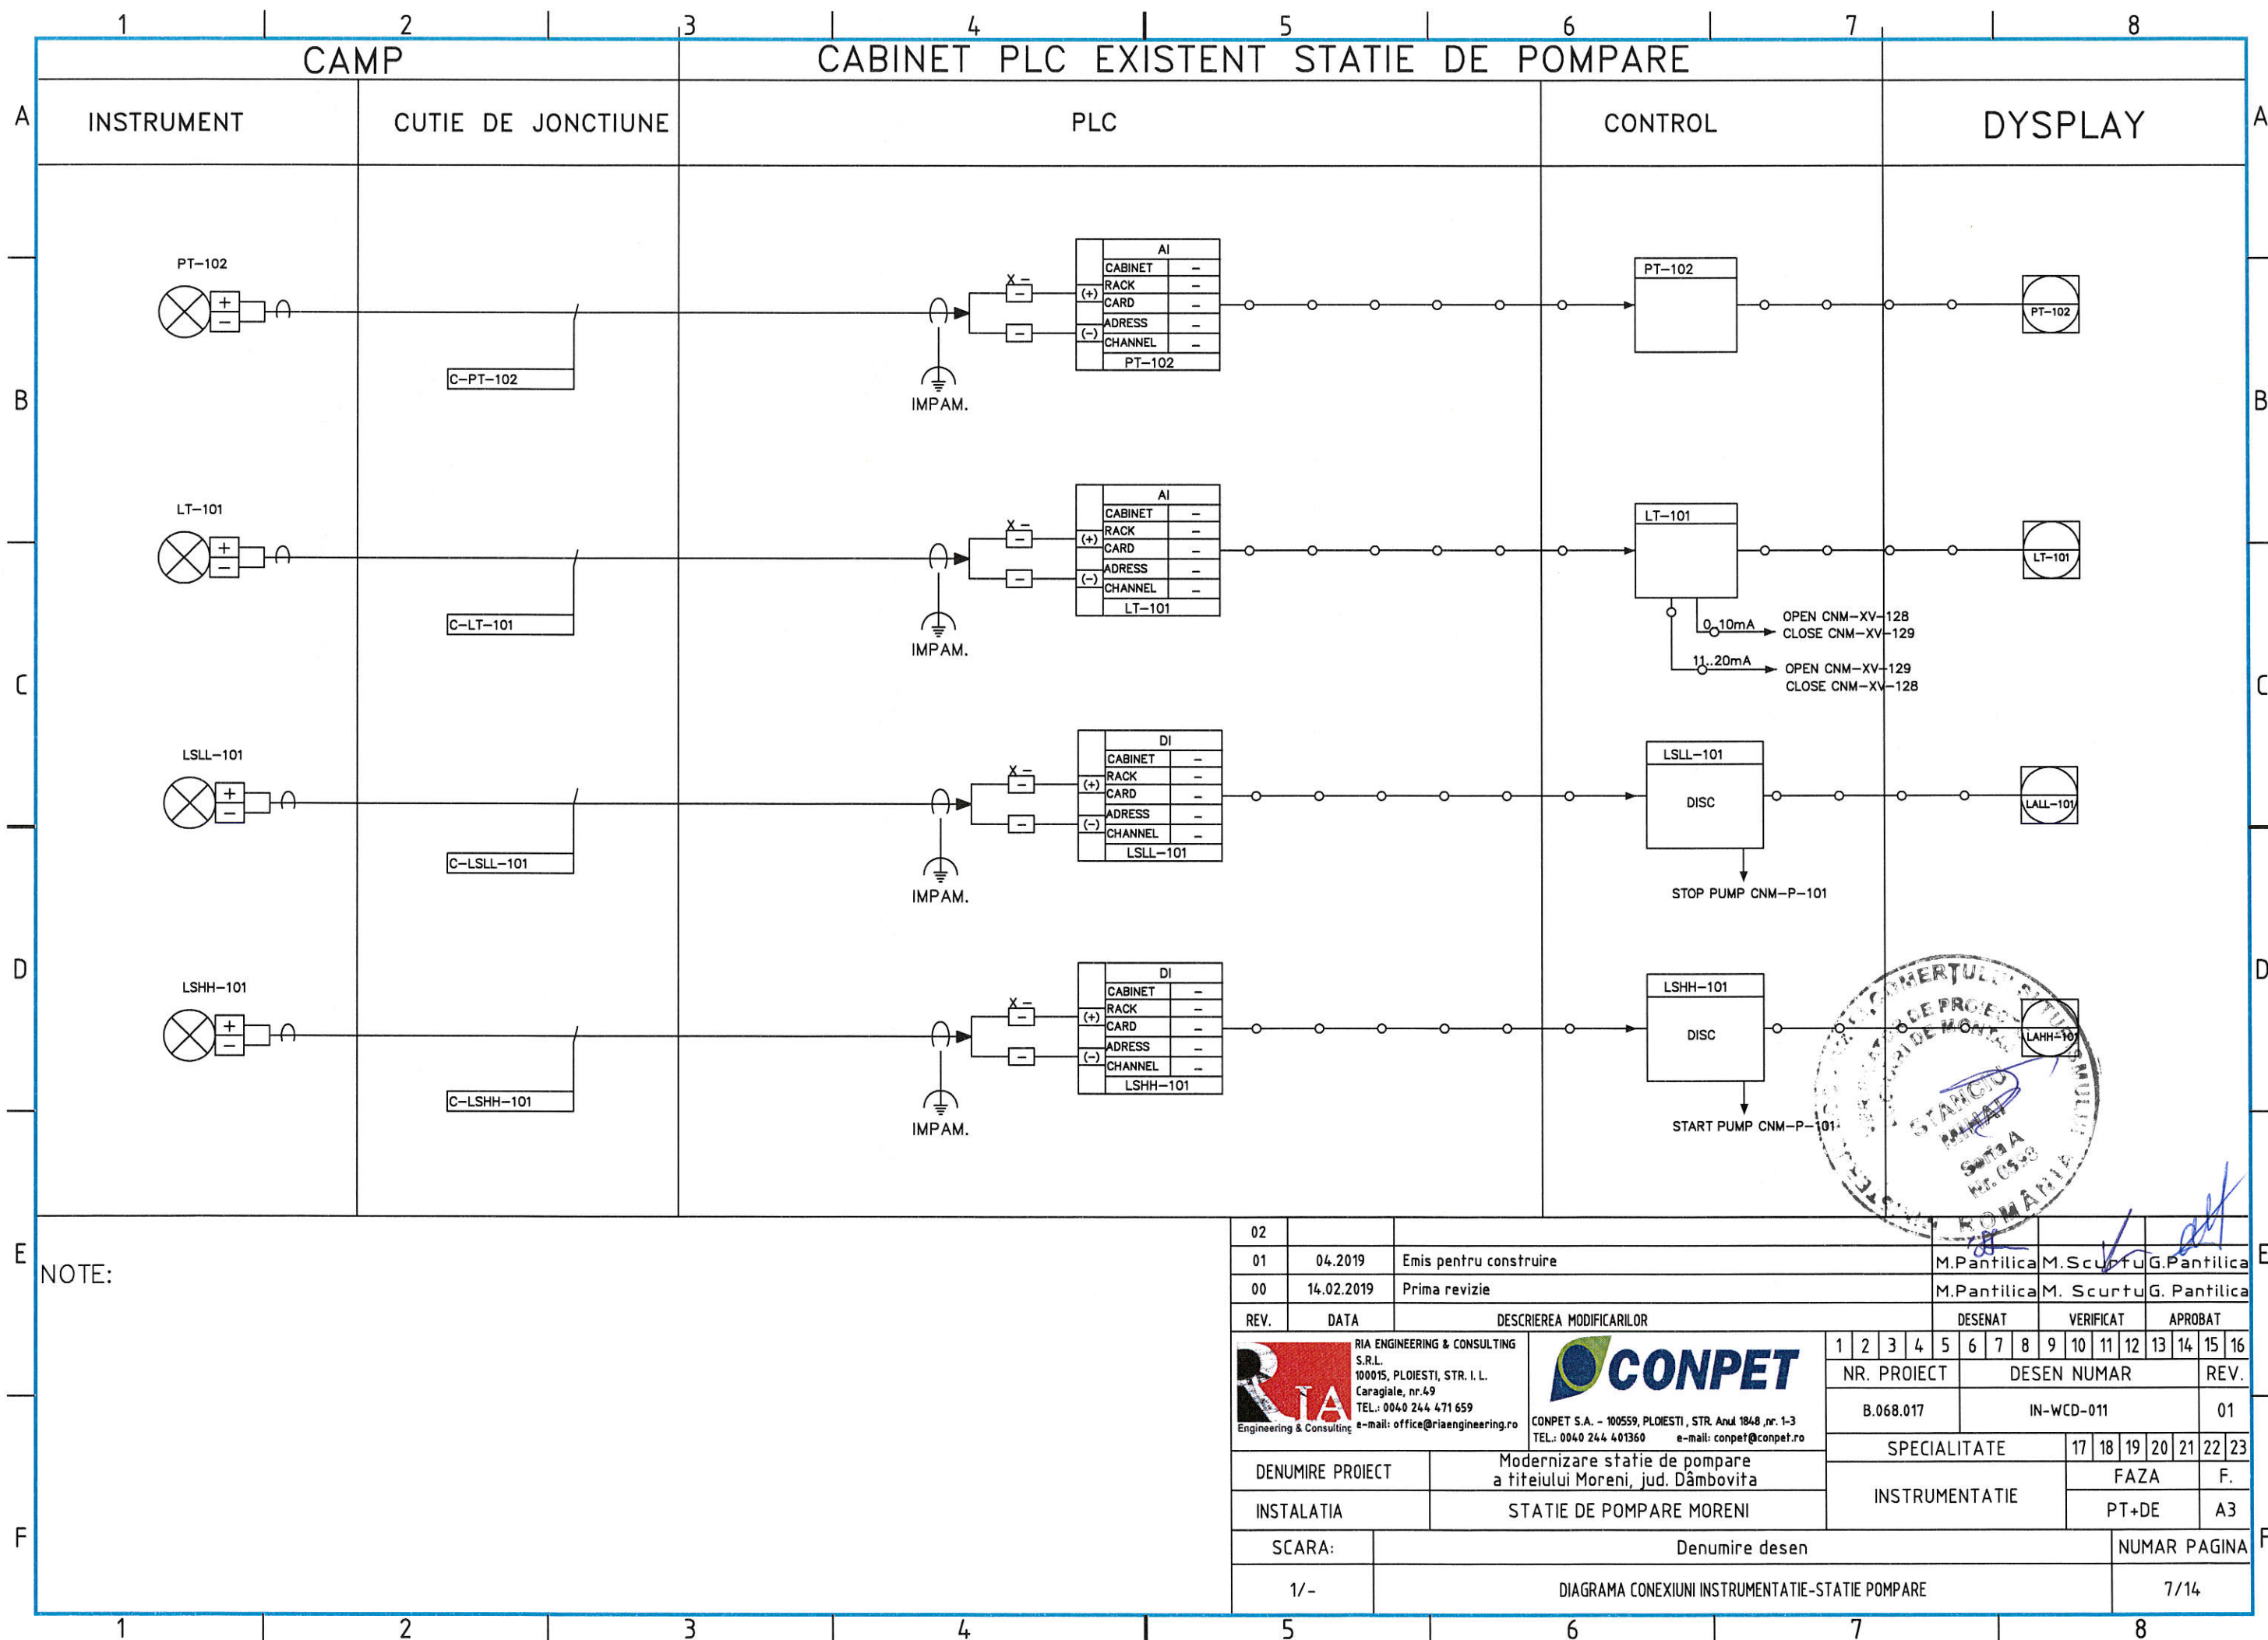 1 2 3 4 5 6 7 8
CAMP
CABINET PLC EXISTENT STATIE DE POMPARE
A
INSTRUMENT
CUTIE DE JONCTIUNE
PLC
CONTROL
DYSPLAY
A
PT-102
X -
-
-
(+)
(-)
AI
CABINET -
RACK -
CARD -
ADRESS -
CHANNEL -
PT-102
PT-102
PT-102
C-PT-102
IMPAM.
B
B
LT-101
X -
-
-
(+)
(-)
AI
CABINET -
RACK -
CARD -
ADRESS -
CHANNEL -
LT-101
LT-101
LT-101
C-LT-101
IMPAM.
0..10mA
OPEN CNM-XV-128
CLOSE CNM-XV-129
11..20mA
OPEN CNM-XV-129
CLOSE CNM-XV-128
C
C
LSLL-101
X -
-
-
(+)
(-)
DI
CABINET -
RACK -
CARD -
ADRESS -
CHANNEL -
LSLL-101
LSLL-101
DISC
LALL-101
C-LSLL-101
IMPAM.
STOP PUMP CNM-P-101
D
D
LSHH-101
X -
-
-
(+)
(-)
DI
CABINET -
RACK -
CARD -
ADRESS -
CHANNEL -
LSHH-101
LSHH-101
DISC
LAHH-101
C-LSHH-101
IMPAM.
START PUMP CNM-P-101
STANCIU
MIHAI
Seria A
ROMÂNIA
E
E
NOTE:
02
01 04.2019 Emis pentru construire M.Pantilica M.Scurtu G.Pantilica
00 14.02.2019 Prima revizie M.Pantilica M. Scurtu G. Pantilica
REV. DATA DESCRIEREA MODIFICARILOR DESENAT VERIFICAT APROBAT
RIA
Engineering & Consulting
RIA ENGINEERING & CONSULTING
S.R.L.
100015, PLOIESTI, STR. I. L.
Caragiale, nr.49
TEL.: 0040 244 471 659
e-mail: office@riaengineering.ro
CONPET
CONPET S.A. - 100559, PLOIESTI , STR. Anul 1848 ,nr. 1-3
TEL.: 0040 244 401360 e-mail: conpet@conpet.ro
1 2 3 4 5 6 7 8 9 10 11 12 13 14 15 16
NR. PROIECT DESEN NUMAR REV.
B.068.017 IN-WCD-011 01
SPECIALITATE 17 18 19 20 21 22 23
INSTRUMENTATIE
FAZA F.
PT+DE A3
DENUMIRE PROIECT
Modernizare statie de pompare
a titeiului Moreni, jud. Dâmbovita
INSTALATIA STATIE DE POMPARE MORENI
F
F
SCARA: Denumire desen NUMAR PAGINA
1/- DIAGRAMA CONEXIUNI INSTRUMENTATIE-STATIE POMPARE 7/14
1 2 3 4 5 6 7 8